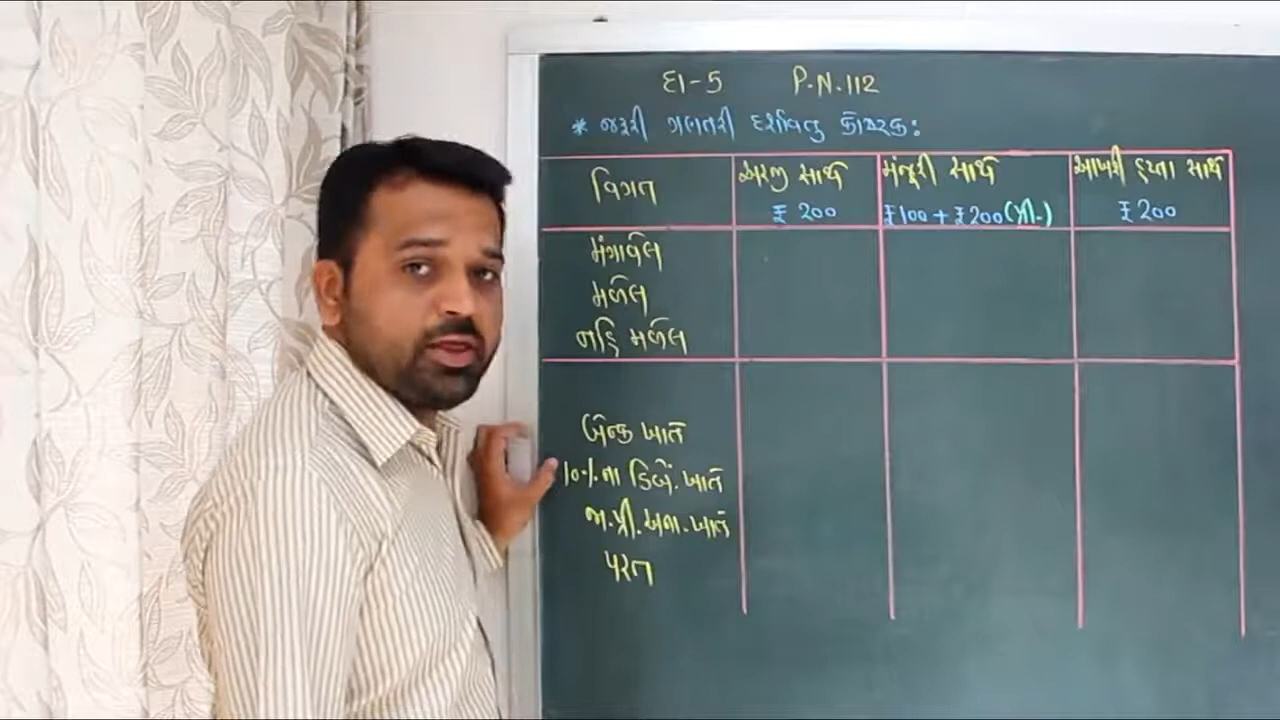 દા-5 P.N.112
* જરૂરી ગણતરી દર્શાવતુ કોષ્ટક:
વિગત અરજી સાથે મંજૂરી સાથે આખરી હપ્તા સાથે
₹ 200 ₹100 + ₹200 (પ્રી.) ₹ 200
મંગાવેલ
મળેલ
નહિ મળેલ
બેન્ક ખાતે
10%ના ડિબે. ખાતે
જા.પ્રી.અના.ખાતે
પરત